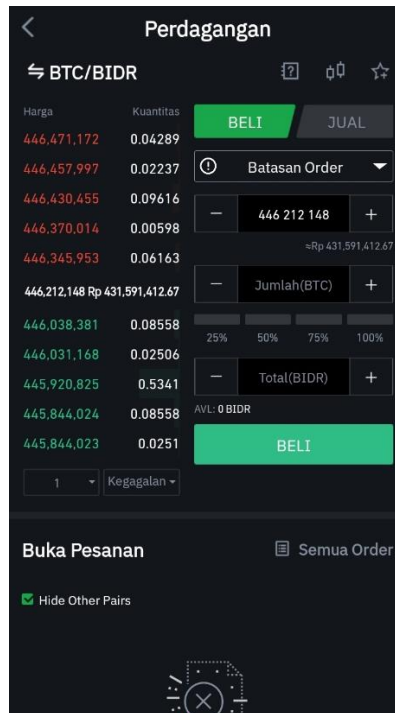 Perdagangan
BTC/BIDR
Harga Kuantitas
446,471,172 0.04289
446,457,997 0.02237
446,430,455 0.09616
446,370,014 0.00598
446,345,953 0.06163
446,212,148 Rp 431,591,412.67
446,038,381 0.08558
446,031,168 0.02506
445,920,825 0.5341
445,844,024 0.08558
445,844,023 0.0251
1 Kegagalan
BELI JUAL
Batasan Order
− 446 212 148 +
≈Rp 431,591,412.67
− Jumlah(BTC) +
25% 50% 75% 100%
− Total(BIDR) +
AVL: 0 BIDR
BELI
Buka Pesanan Semua Order
Hide Other Pairs